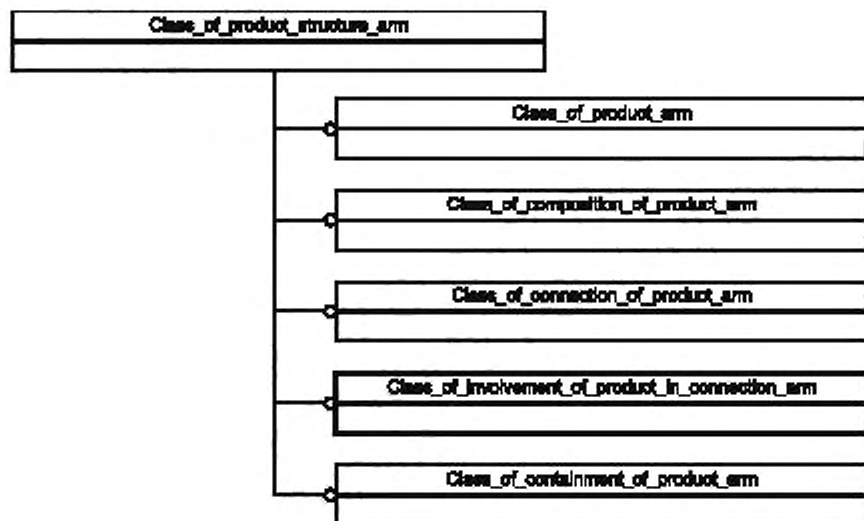 Class_of_product_structure_arm
Class_of_product_arm
Class_of_composition_of_product_arm
Class_of_connection_of_product_arm
Class_of_involvement_of_product_in_connection_arm
Class_of_containment_of_product_arm